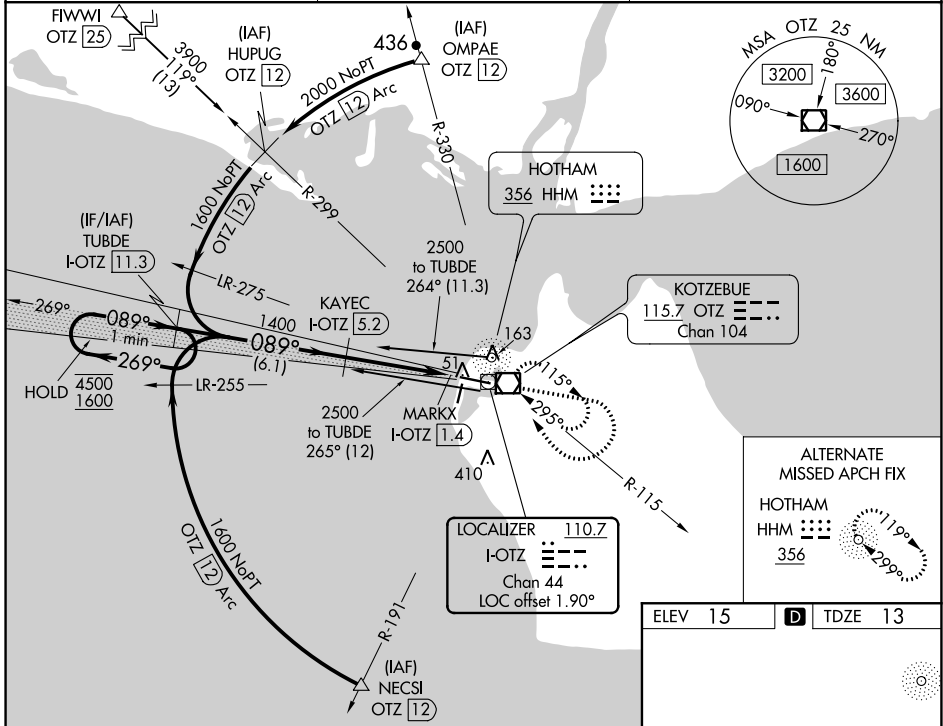 FIWWI
OTZ 25
3900
119°
(13)
(IAF)
HUPUG
OTZ 12
436
(IAF)
OMPAE
OTZ 12
2000 NoPT
OTZ 12 Arc
R-330
R-299
MSA OTZ 25 NM
3200
180°
3600
090°
270°
1600
HOTHAM
356 HHM
1600 NoPT
OTZ 12 Arc
(IF/IAF)
TUBDE
I-OTZ 11.3
LR-275
2500
to TUBDE
264° (11.3)
KAYEC
I-OTZ 5.2
KOTZEBUE
115.7 OTZ
Chan 104
269°
089°
1 min
269°
1400
089°
(6.1)
163
51
HOLD
4500
1600
LR-255
115°
295°
2500
to TUBDE
265° (12)
MARKX
I-OTZ 1.4
410
R-115
ALTERNATE
MISSED APCH FIX
HOTHAM
HHM
356
119°
299°
LOCALIZER 110.7
I-OTZ
Chan 44
LOC offset 1.90°
1600 NoPT
OTZ 12 Arc
R-191
(IAF)
NECSI
OTZ 12
ELEV 15 D TDZE 13